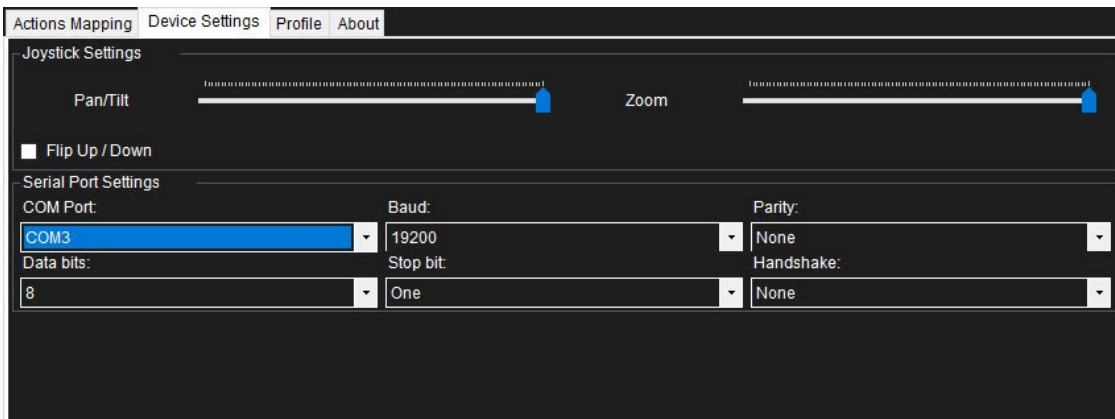 Actions Mapping Device Settings Profile About
Joystick Settings
Pan/Tilt Zoom
Flip Up / Down
Serial Port Settings
COM Port: Baud: Parity:
COM3 19200 None
Data bits: Stop bit: Handshake:
8 One None